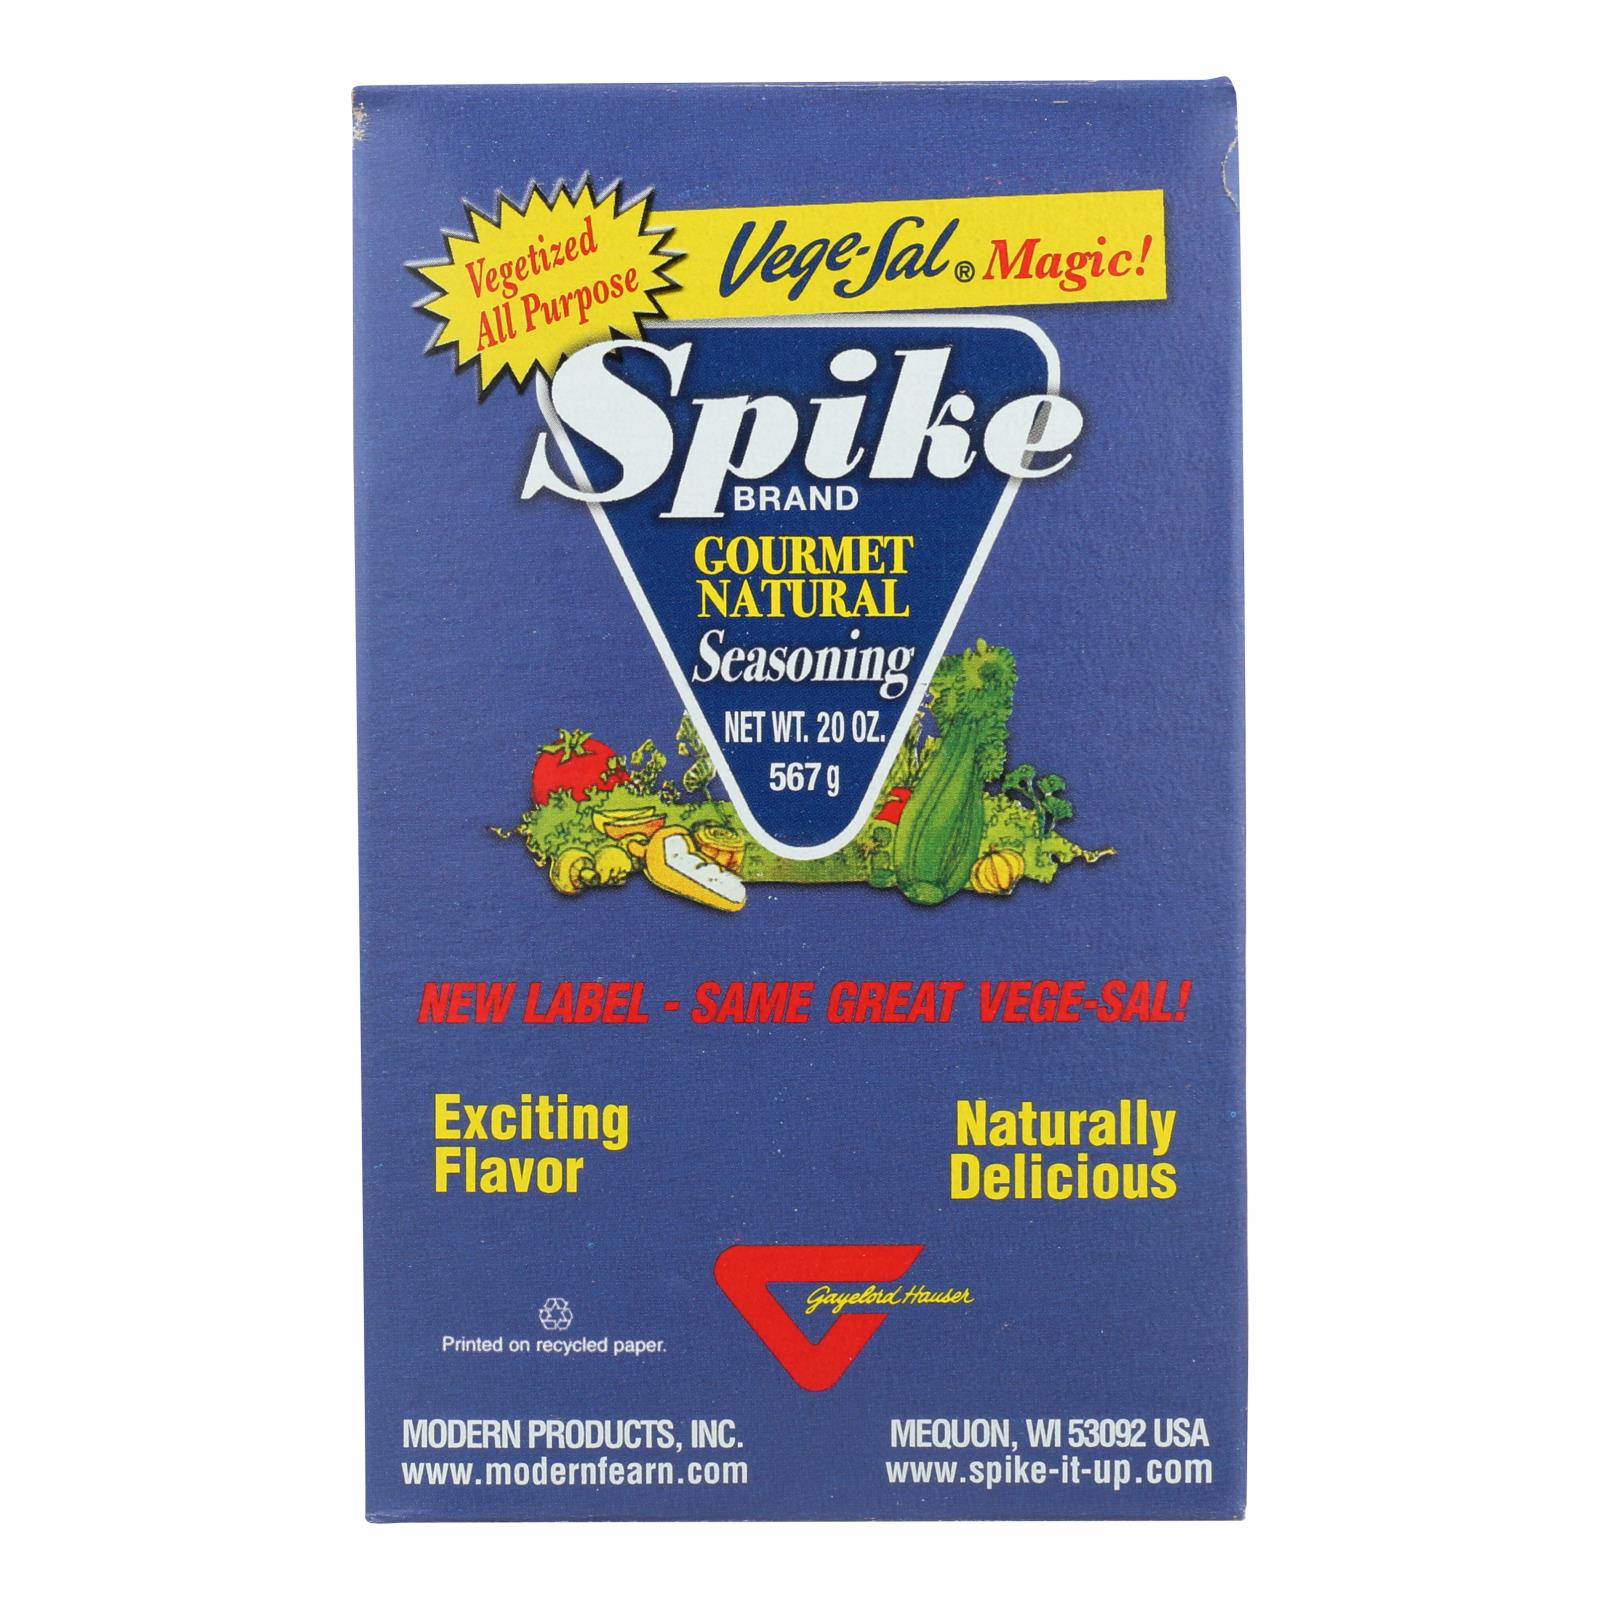 Vegetized
All Purpose
Vege-Sal® Magic!
Spike
BRAND
GOURMET
NATURAL
Seasoning
NET WT. 20 OZ.
567 g
NEW LABEL - SAME GREAT VEGE-SAL!
Exciting
Flavor
Naturally
Delicious
Gayelord Hauser
Printed on recycled paper.
MODERN PRODUCTS, INC.
www.modernfearn.com
MEQUON, WI 53092 USA
www.spike-it-up.com